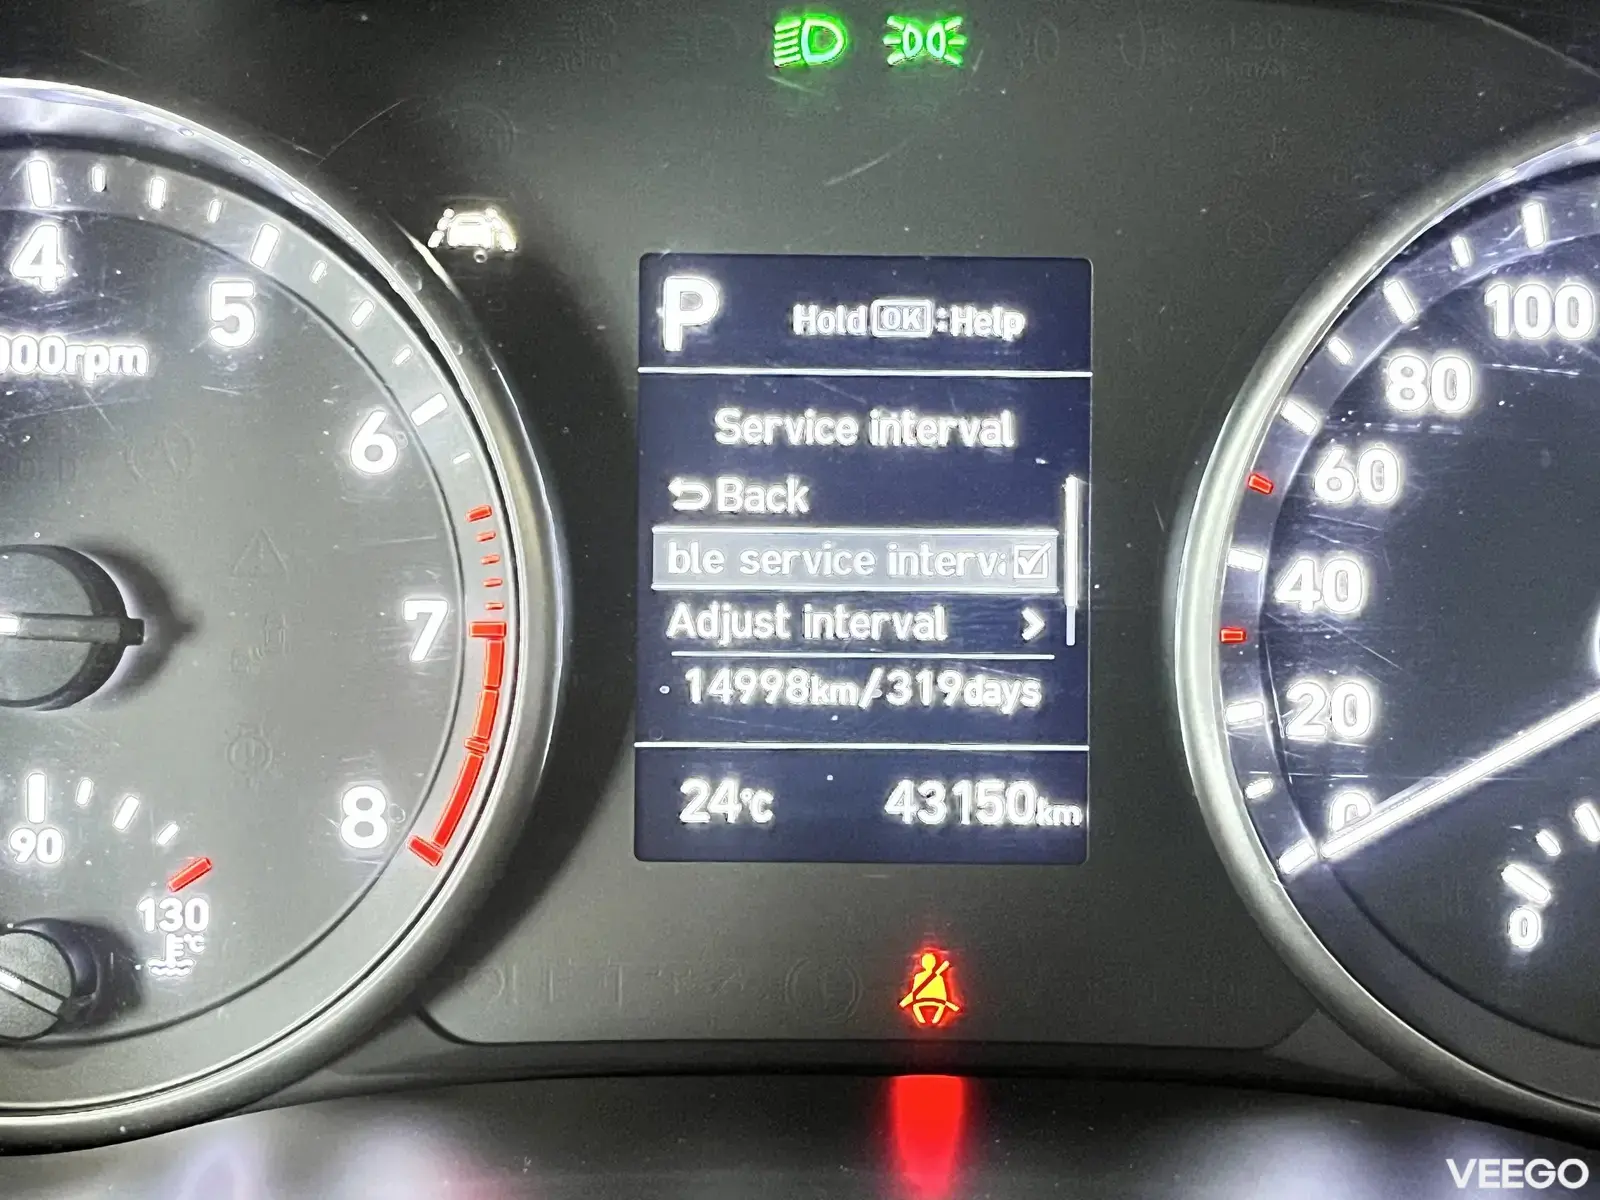 P
Hold OK : Help
Service interval
Back
ble service interv
Adjust interval
14998km/319days
24°C
43150km
4
5
6
7
8
000rpm
90
130
°C
100
80
60
40
20
0
0
VEEGO